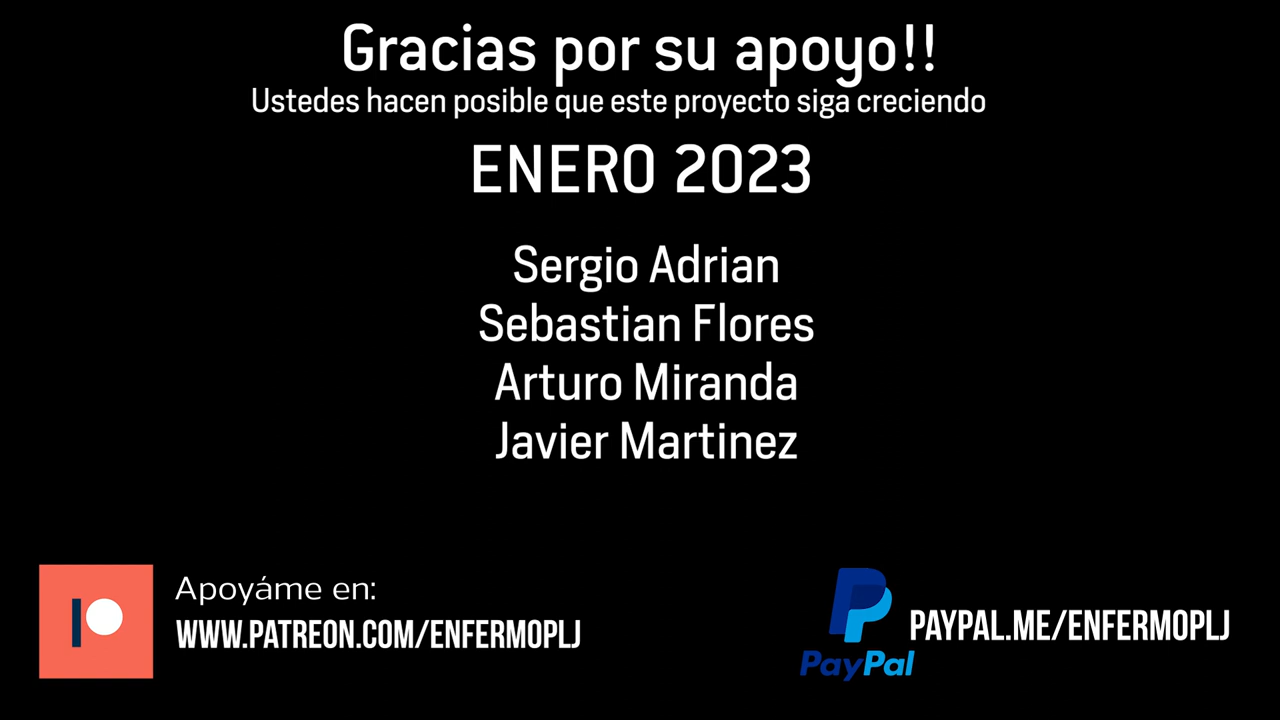 Gracias por su apoyo!!
Ustedes hacen posible que este proyecto siga creciendo
ENERO 2023
Sergio Adrian
Sebastian Flores
Arturo Miranda
Javier Martinez
Apoyáme en:
WWW.PATREON.COM/ENFERMOPLJ
PAYPAL.ME/ENFERMOPLJ
PayPal